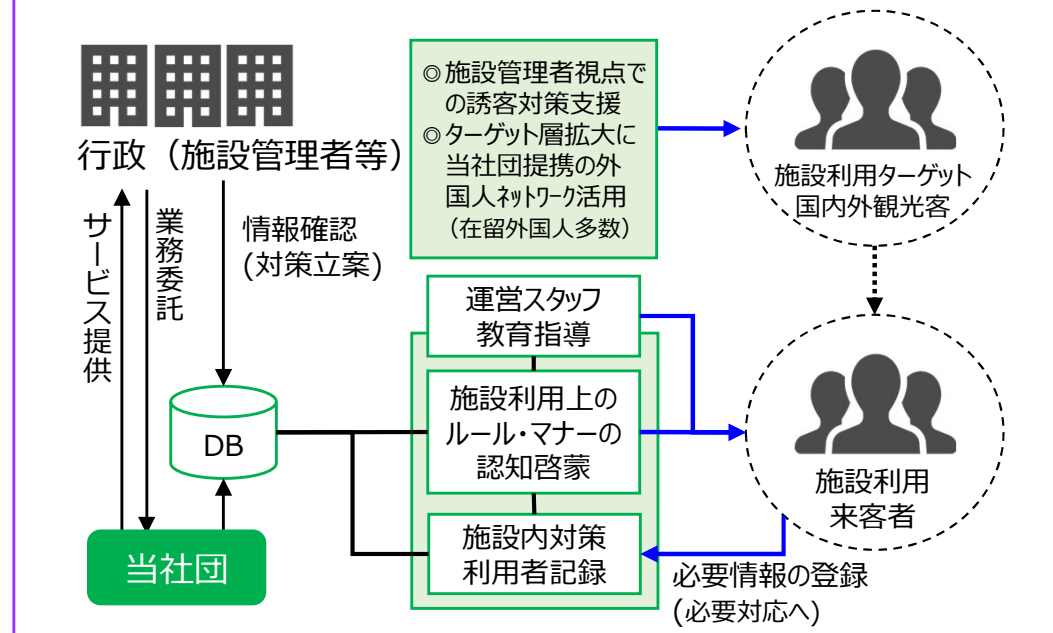 行政（施設管理者等）
サービス提供
業務委託
情報確認
(対策立案)
DB
当社団
◎施設管理者視点で
の誘客対策支援
◎ターゲット層拡大に
当社団提携の外
国人ネットワーク活用
（在留外国人多数）
運営スタッフ
教育指導
施設利用上の
ルール・マナーの
認知啓蒙
施設内対策
利用者記録
施設利用ターゲット
国内外観光客
施設利用
来客者
必要情報の登録
(必要対応へ)